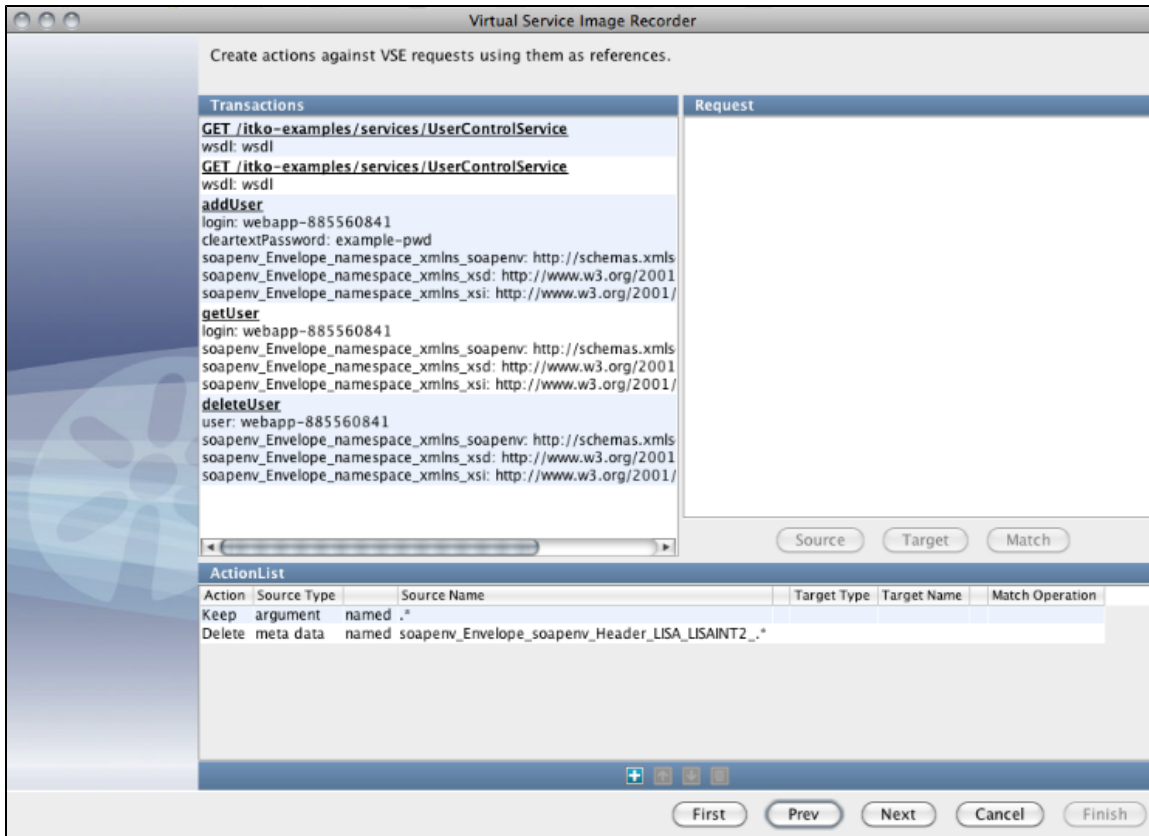 Virtual Service Image Recorder
Create actions against VSE requests using them as references.
Transactions
Request
GET /itko-examples/services/UserControlService
wsdl: wsdl
GET /itko-examples/services/UserControlService
wsdl: wsdl
addUser
login: webapp-885560841
cleartextPassword: example-pwd
soapenv_Envelope_namespace_xmlns_soapenv: http://schemas.xmls
soapenv_Envelope_namespace_xmlns_xsd: http://www.w3.org/2001
soapenv_Envelope_namespace_xmlns_xsi: http://www.w3.org/2001/
getUser
login: webapp-885560841
soapenv_Envelope_namespace_xmlns_soapenv: http://schemas.xmls
soapenv_Envelope_namespace_xmlns_xsd: http://www.w3.org/2001
soapenv_Envelope_namespace_xmlns_xsi: http://www.w3.org/2001/
deleteUser
user: webapp-885560841
soapenv_Envelope_namespace_xmlns_soapenv: http://schemas.xmls
soapenv_Envelope_namespace_xmlns_xsd: http://www.w3.org/2001
soapenv_Envelope_namespace_xmlns_xsi: http://www.w3.org/2001/
Source Target Match
ActionList
Action Source Type Source Name Target Type Target Name Match Operation
Keep argument named .*
Delete meta data named soapenv_Envelope_soapenv_Header_LISA_LISAINT2_.*
First Prev Next Cancel Finish